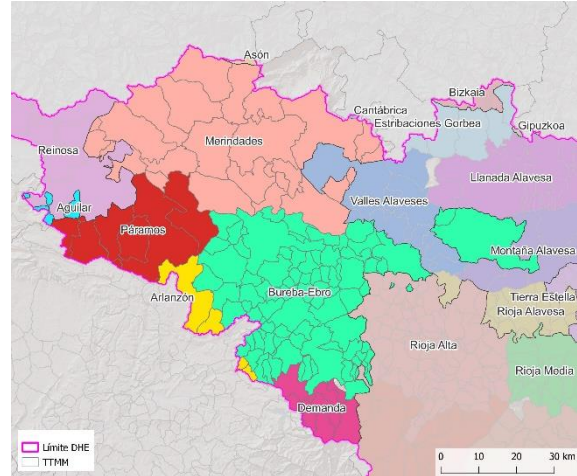 Asón
Bizkaia
Cantábrica
Estribaciones Gorbea
Gipuzkoa
Merindades
Reinosa
Llanada Alavesa
Valles Alaveses
Aguilar
Páramos
Montaña Alavesa
Arlanzón
Bureba-Ebro
Tierra Estella
Rioja Alavesa
Rioja Alta
Rioja Media
Demanda
Límite DHE
TTMM
0 10 20 30 km